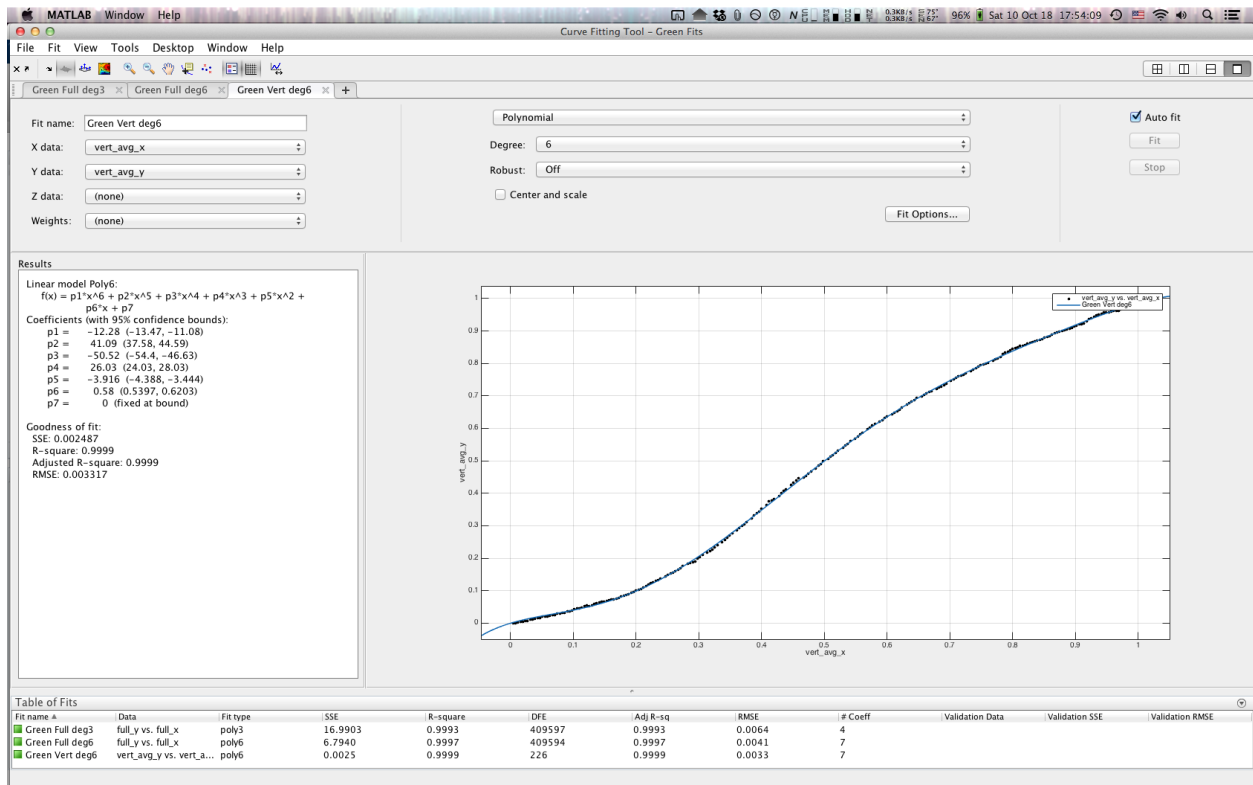 MATLAB Window Help
0.3KB/s 75° 96% Sat 10 Oct 18 17:54:09
0.3KB/s 67°
Curve Fitting Tool - Green Fits
File Fit View Tools Desktop Window Help
Green Full deg3 Green Full deg6 Green Vert deg6 +
Fit name: Green Vert deg6
X data: vert_avg_x
Y data: vert_avg_y
Z data: (none)
Weights: (none)
Polynomial
Degree: 6
Robust: Off
Center and scale
Fit Options...
Auto fit
Fit
Stop
Results
Linear model Poly6:
f(x) = p1*x^6 + p2*x^5 + p3*x^4 + p4*x^3 + p5*x^2 +
p6*x + p7
Coefficients (with 95% confidence bounds):
p1 = -12.28 (-13.47, -11.08)
p2 = 41.09 (37.58, 44.59)
p3 = -50.52 (-54.4, -46.63)
p4 = 26.03 (24.03, 28.03)
p5 = -3.916 (-4.388, -3.444)
p6 = 0.58 (0.5397, 0.6203)
p7 = 0 (fixed at bound)
Goodness of fit:
SSE: 0.002487
R-square: 0.9999
Adjusted R-square: 0.9999
RMSE: 0.003317
vert_avg_y vs. vert_avg_x
Green Vert deg6
1
0.9
0.8
0.7
0.6
0.5
0.4
0.3
0.2
0.1
0
vert_avg_y
0 0.1 0.2 0.3 0.4 0.5 0.6 0.7 0.8 0.9 1
vert_avg_x
Table of Fits
Fit name Data Fit type SSE R-square DFE Adj R-sq RMSE # Coeff Validation Data Validation SSE Validation RMSE
Green Full deg3 full_y vs. full_x poly3 16.9903 0.9993 409597 0.9993 0.0064 4
Green Full deg6 full_y vs. full_x poly6 6.7940 0.9997 409594 0.9997 0.0041 7
Green Vert deg6 vert_avg_y vs. vert_a... poly6 0.0025 0.9999 226 0.9999 0.0033 7